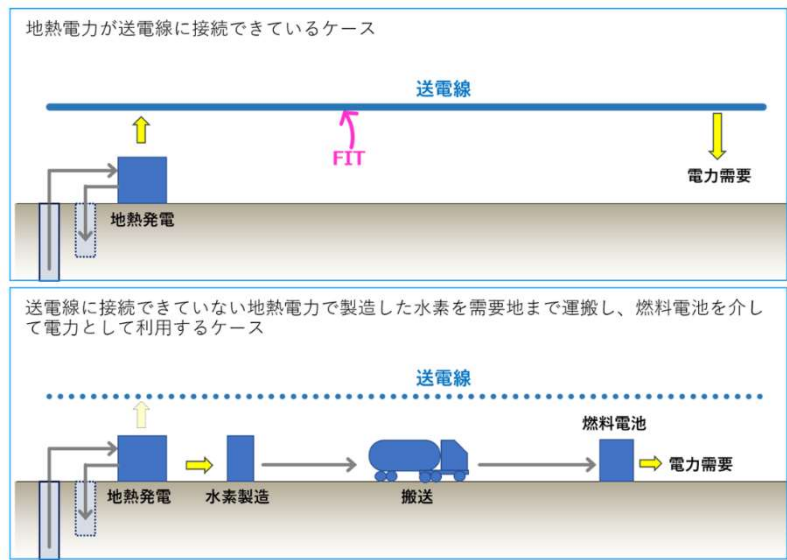 地熱電力が送電線に接続できているケース
送電線
FIT
電力需要
地熱発電
送電線に接続できていない地熱電力で製造した水素を需要地まで運搬し、燃料電池を介し
て電力として利用するケース
送電線
燃料電池
電力需要
地熱発電
水素製造
搬送